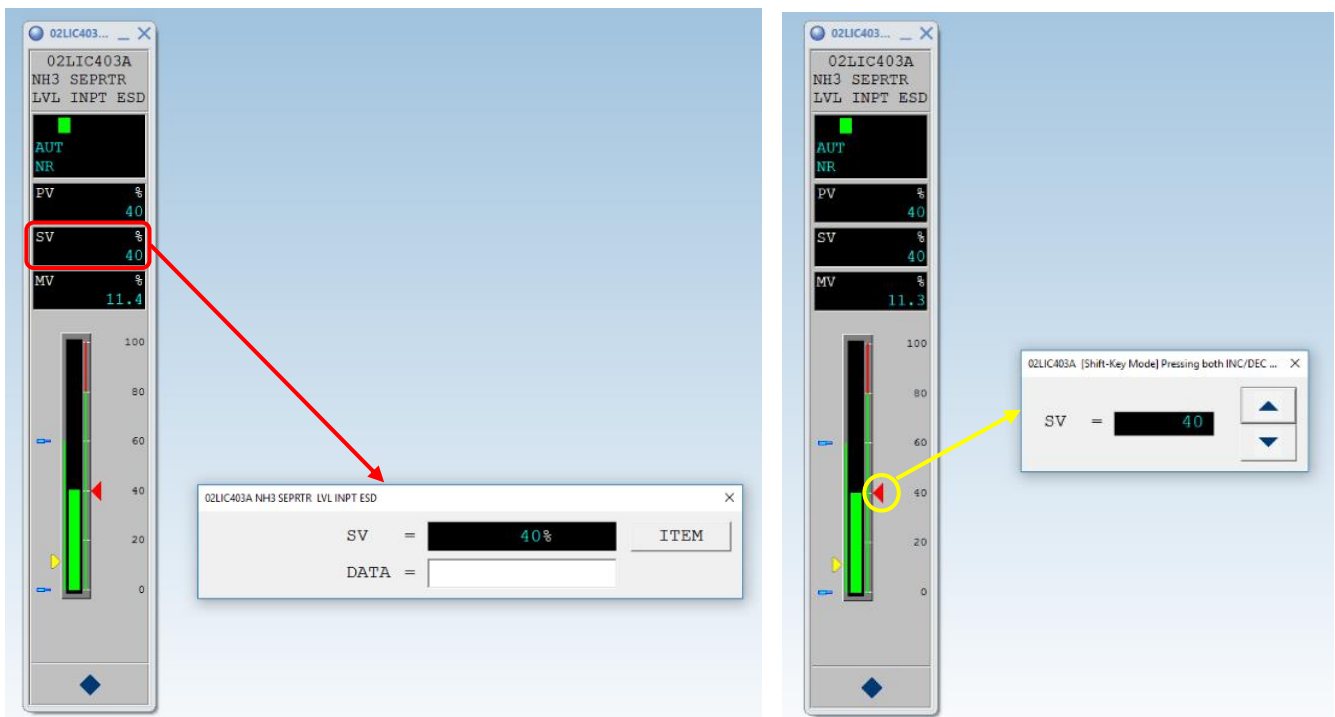 02LIC403...
02LIC403A
NH3 SEPRTR
LVL INPT ESD
AUT
NR
PV %
40
SV %
40
MV %
11.4
100
80
60
40
20
0
02LIC403A NH3 SEPRTR LVL INPT ESD
SV = 40% ITEM
DATA =
02LIC403...
02LIC403A
NH3 SEPRTR
LVL INPT ESD
AUT
NR
PV %
40
SV %
40
MV %
11.3
100
80
60
40
20
0
02LIC403A [Shift-Key Mode] Pressing both INC/DEC ...
SV = 40